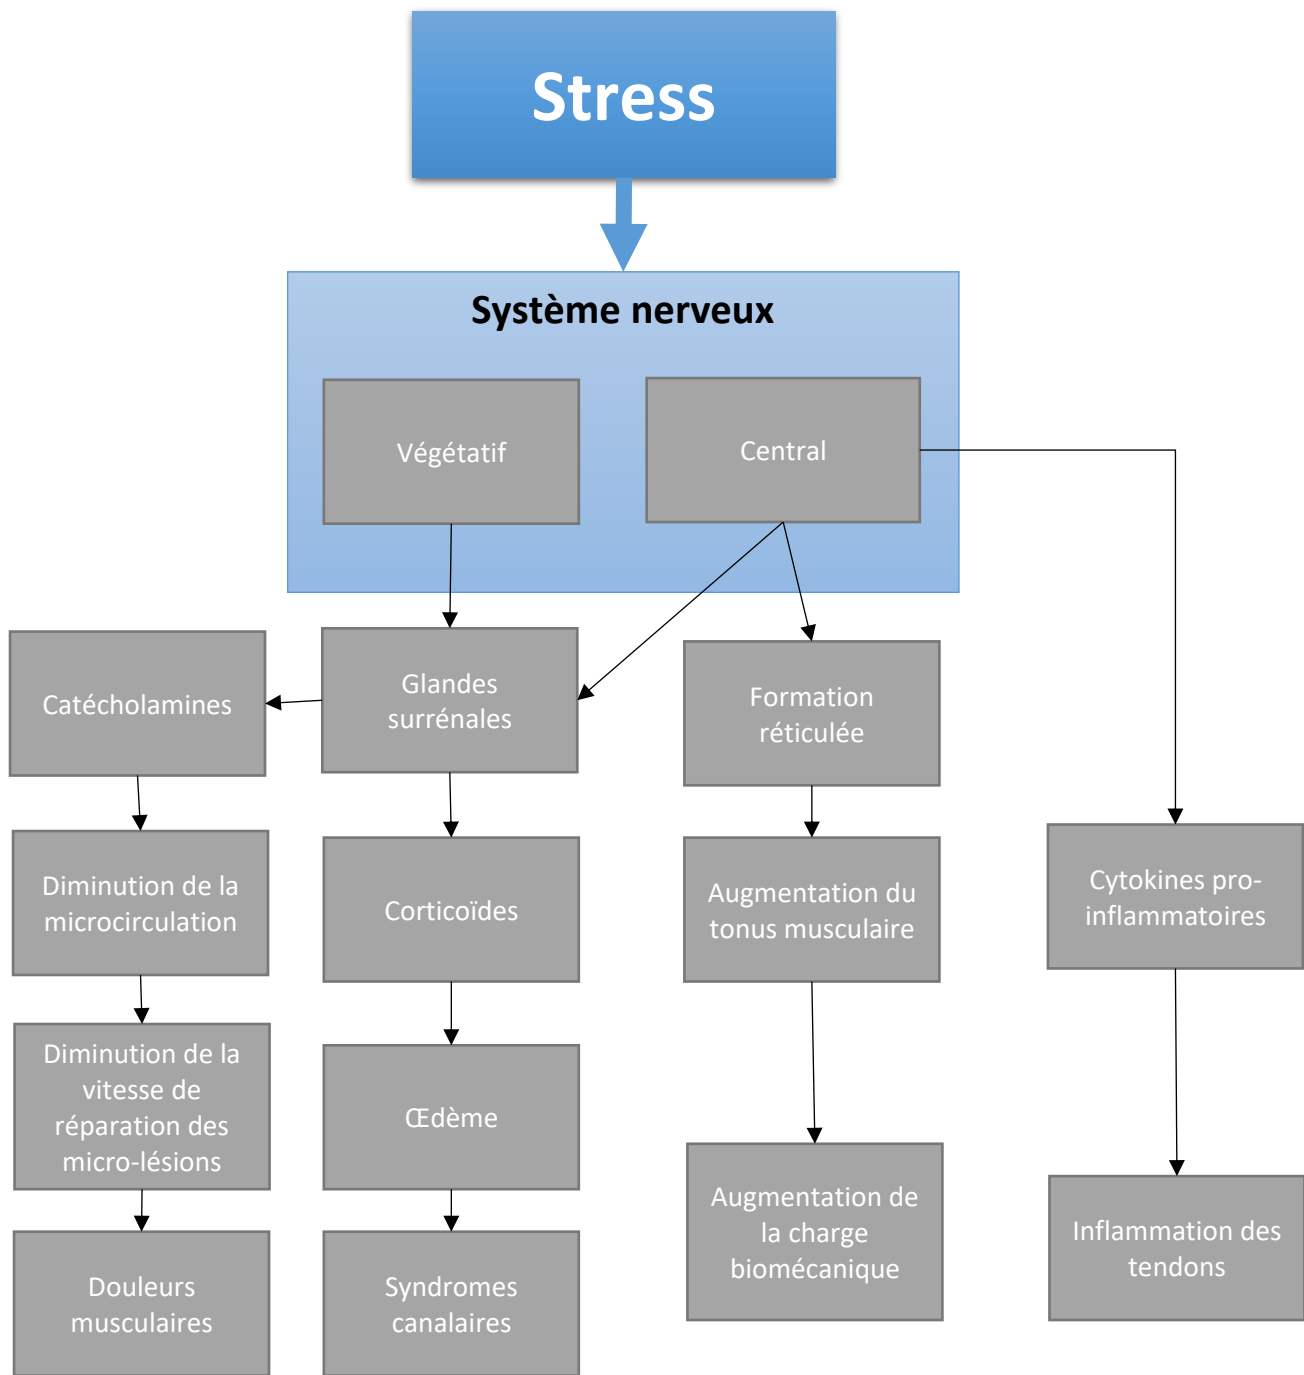 Stress
Système nerveux
Végétatif
Central
Catécholamines
Glandes
surrénales
Formation
réticulée
Diminution de la
microcirculation
Corticoïdes
Augmentation du
tonus musculaire
Cytokines pro-
inflammatoires
Diminution de la
vitesse de
réparation des
micro-lésions
Œdème
Augmentation de
la charge
biomécanique
Inflammation des
tendons
Douleurs
musculaires
Syndromes
canalaires